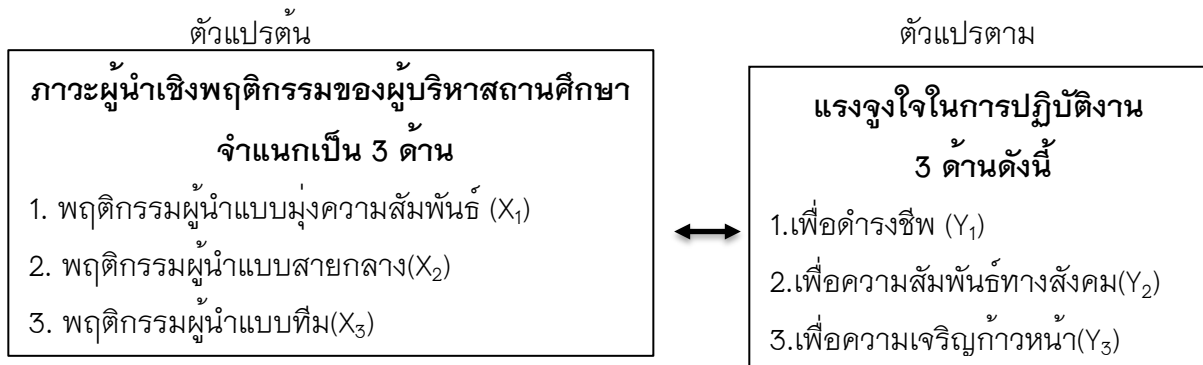 ตัวแปรต้น
ภาวะผู้นำเชิงพฤติกรรมของผู้บริหาสถานศึกษา
จำแนกเป็น 3 ด้าน
1. พฤติกรรมผู้นำแบบมุ่งความสัมพันธ์ (X₁)
2. พฤติกรรมผู้นำแบบสายกลาง(X₂)
3. พฤติกรรมผู้นำแบบทีม(X₃)
ตัวแปรตาม
แรงจูงใจในการปฏิบัติงาน
3 ด้านดังนี้
1.เพื่อดำรงชีพ (Y₁)
2.เพื่อความสัมพันธ์ทางสังคม(Y₂)
3.เพื่อความเจริญก้าวหน้า(Y₃)